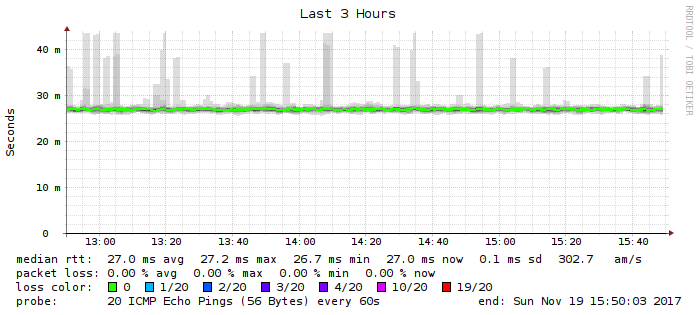 Last 3 Hours
RRDTOOL / TOBI OETIKER
Seconds
40 m
30 m
20 m
10 m
0
13:00 13:20 13:40 14:00 14:20 14:40 15:00 15:20 15:40
median rtt: 27.0 ms avg 27.2 ms max 26.7 ms min 27.0 ms now 0.1 ms sd 302.7 am/s
packet loss: 0.00 % avg 0.00 % max 0.00 % min 0.00 % now
loss color: 0 1/20 2/20 3/20 4/20 10/20 19/20
probe: 20 ICMP Echo Pings (56 Bytes) every 60s end: Sun Nov 19 15:50:03 2017